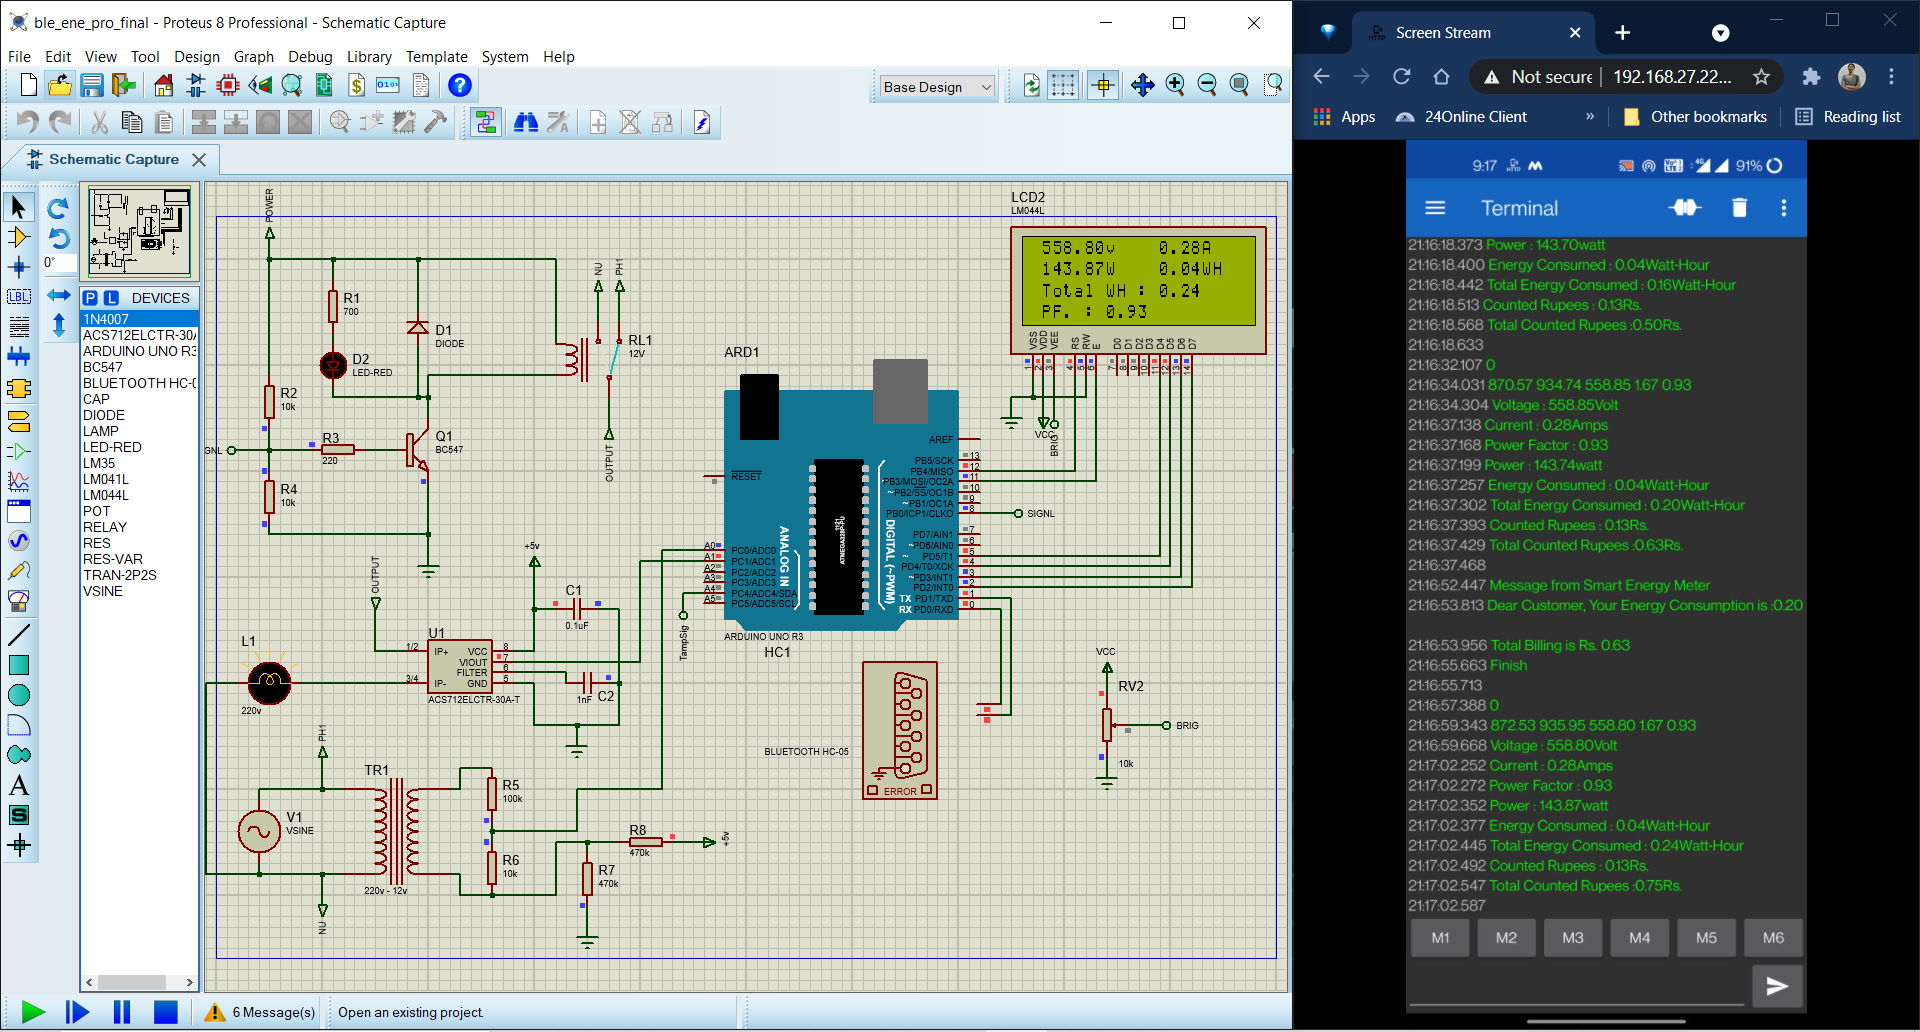 ble_ene_pro_final - Proteus 8 Professional - Schematic Capture
File Edit View Tool Design Graph Debug Library Template System Help
Base Design
Schematic Capture
0°
LBL
P L DEVICES
1N4007
ACS712ELCTR-30A
ARDUINO UNO R3
BC547
BLUETOOTH HC-0
CAP
DIODE
LAMP
LED-RED
LM35
LM041L
LM044L
POT
RELAY
RES
RES-VAR
TRAN-2P2S
VSINE
POWER
R1
700
D1
DIODE
D2
LED-RED
NU
PH1
RL1
12V
R2
10k
GNL
R3
220
Q1
BC547
OUTPUT
R4
10k
LCD2
LM044L
558.80v 0.28A
143.87W 0.04WH
Total WH : 0.24
PF. : 0.93
VSS VDD VEE RS RW E D0 D1 D2 D3 D4 D5 D6 D7
1 2 3 4 5 6 7 8 9 10 11 12 13 14
VCC
BRIG
ARD1
AREF
RESET
PB5/SCK 13
PB4/MISO 12
~PB3/MOSI/OC2A 11
~PB2/SS/OC1B 10
~PB1/OC1A 9
PB0/ICP1/CLKO 8
SIGNL
PD7/AIN1 7
~PD6/AIN0 6
~PD5/T1 5
PD4/T0/XCK 4
~PD3/INT1 3
PD2/INT0 2
TX PD1/TXD 1
RX PD0/RXD 0
A0 PC0/ADC0
A1 PC1/ADC1
A2 PC2/ADC2
A3 PC3/ADC3
A4 PC4/ADC4/SDA
A5 PC5/ADC5/SCL
ANALOG IN
DIGITAL (~PWM)
1121
ATMEGA328P-PU
ARDUINO UNO R3
HC1
TampSig
OUTPUT
+5v
C1
0.1uF
U1
1/2 IP+
3/4 IP-
VCC 8
VIOUT 7
FILTER 6
GND 5
ACS712ELCTR-30A-T
1nF C2
L1
220v
PH1
V1
VSINE
NU
TR1
220v - 12v
R5
100k
R6
10k
R7
470k
R8
470k
+5v
BLUETOOTH HC-05
ERROR
VCC
RV2
BRIG
10k
6 Message(s)
Open an existing project.
Screen Stream
Not secure 192.168.27.22...
Apps 24Online Client » Other bookmarks Reading list
9:17 91%
Terminal
21:16:18.373 Power : 143.70watt
21:16:18.400 Energy Consumed : 0.04Watt-Hour
21:16:18.442 Total Energy Consumed : 0.16Watt-Hour
21:16:18.513 Counted Rupees : 0.13Rs.
21:16:18.568 Total Counted Rupees :0.50Rs.
21:16:18.633
21:16:32.107 0
21:16:34.031 870.57 934.74 558.85 1.67 0.93
21:16:34.304 Voltage : 558.85Volt
21:16:37.138 Current : 0.28Amps
21:16:37.168 Power Factor : 0.93
21:16:37.199 Power : 143.74watt
21:16:37.257 Energy Consumed : 0.04Watt-Hour
21:16:37.302 Total Energy Consumed : 0.20Watt-Hour
21:16:37.393 Counted Rupees : 0.13Rs.
21:16:37.429 Total Counted Rupees :0.63Rs.
21:16:37.468
21:16:52.447 Message from Smart Energy Meter
21:16:53.813 Dear Customer, Your Energy Consumption is :0.20
21:16:53.956 Total Billing is Rs. 0.63
21:16:55.663 Finish
21:16:55.713
21:16:57.388 0
21:16:59.343 872.53 935.95 558.80 1.67 0.93
21:16:59.668 Voltage : 558.80Volt
21:17:02.252 Current : 0.28Amps
21:17:02.272 Power Factor : 0.93
21:17:02.352 Power : 143.87watt
21:17:02.377 Energy Consumed : 0.04Watt-Hour
21:17:02.445 Total Energy Consumed : 0.24Watt-Hour
21:17:02.492 Counted Rupees : 0.13Rs.
21:17:02.547 Total Counted Rupees :0.75Rs.
21:17:02.587
M1 M2 M3 M4 M5 M6